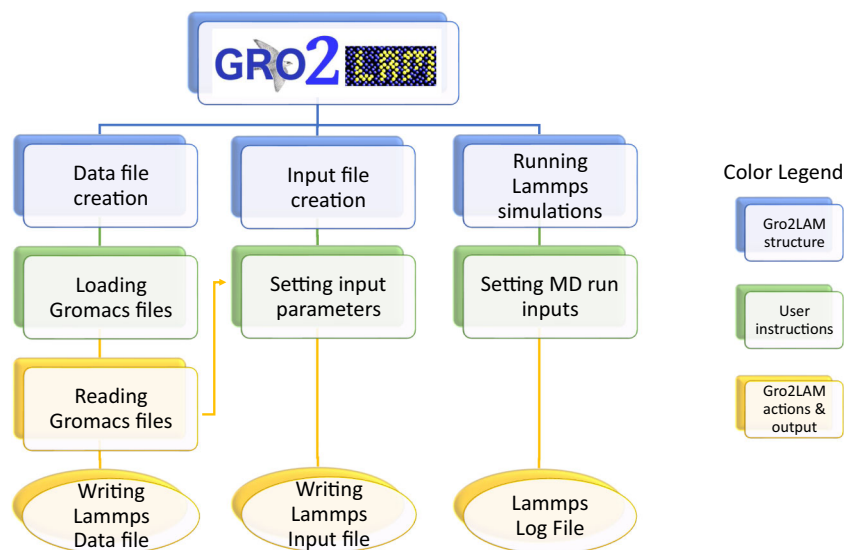 GRO2 LAM
Data file
creation
Input file
creation
Running
Lammps
simulations
Loading
Gromacs files
Setting input
parameters
Setting MD run
inputs
Reading
Gromacs files
Writing
Lammps
Data file
Writing
Lammps
Input file
Lammps
Log File
Color Legend
Gro2LAM
structure
User
instructions
Gro2LAM
actions &
output